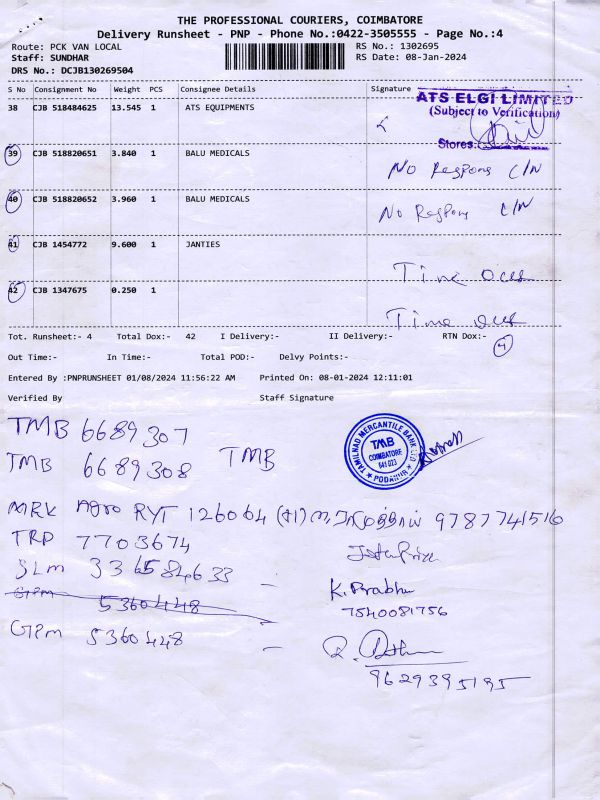 THE PROFESSIONAL COURIERS, COIMBATORE
Delivery Runsheet - PNP - Phone No.:0422-3505555 - Page No.:4
Route: PCK VAN LOCAL
RS No.: 1302695
Staff: SUNDHAR
RS Date: 08-Jan-2024
DRS No.: DCJB130269504
S No Consignment No Weight PCS Consignee Details Signature
ATS ELGI LIMITED
(Subject to Verification)
Stores:
38 CJB 518484625 13.545 1 ATS EQUIPMENTS
39 CJB 518820651 3.840 1 BALU MEDICALS No Respons C/N
40 CJB 518820652 3.960 1 BALU MEDICALS No Respons C/N
41 CJB 1454772 9.600 1 JANTIES Time
42 CJB 1347675 0.250 1 Time
Tot. Runsheet:- 4 Total Dox:- 42 I Delivery:- II Delivery:- RTN Dox:-
4
Out Time:- In Time:- Total POD:- Delvy Points:-
Entered By :PNPRUNSHEET 01/08/2024 11:56:22 AM Printed On: 08-01-2024 12:11:01
Verified By Staff Signature
TMB 6689307
TMB 6689308 TMB
TAMILNAD MERCANTILE BANK LTD
TMB
COIMBATORE
641 023
PODANUR
MRK Agro RYT 126064 9787741516
TRP 7703674
SLM 336584633
K. Prabhu
7540081756
GTPM 5360448
GTPM 5360448
9629395195